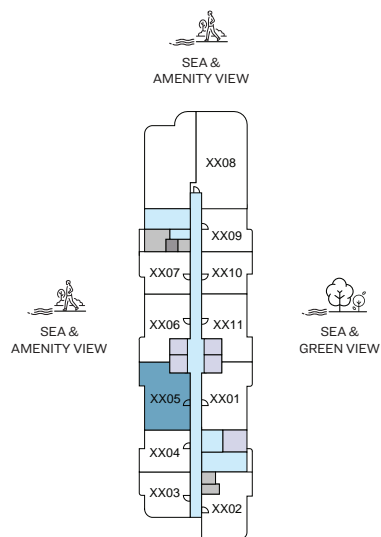 SEA &
AMENITY VIEW
XX08
XX09
XX07
XX10
XX06
XX11
SEA &
AMENITY VIEW
SEA &
GREEN VIEW
XX05
XX01
XX04
XX03
XX02